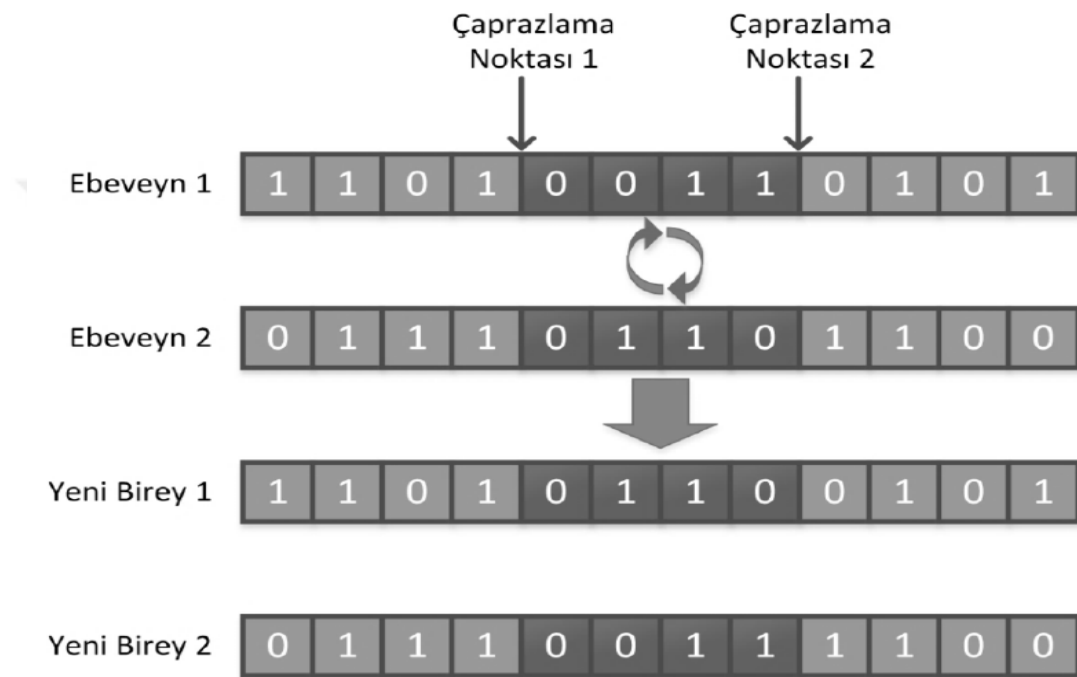 Çaprazlama Noktası 1
Çaprazlama Noktası 2
Ebeveyn 1 1 1 0 1 0 0 1 1 0 1 0 1
Ebeveyn 2 0 1 1 1 0 1 1 0 1 1 0 0
Yeni Birey 1 1 1 0 1 0 1 1 0 0 1 0 1
Yeni Birey 2 0 1 1 1 0 0 1 1 1 1 0 0